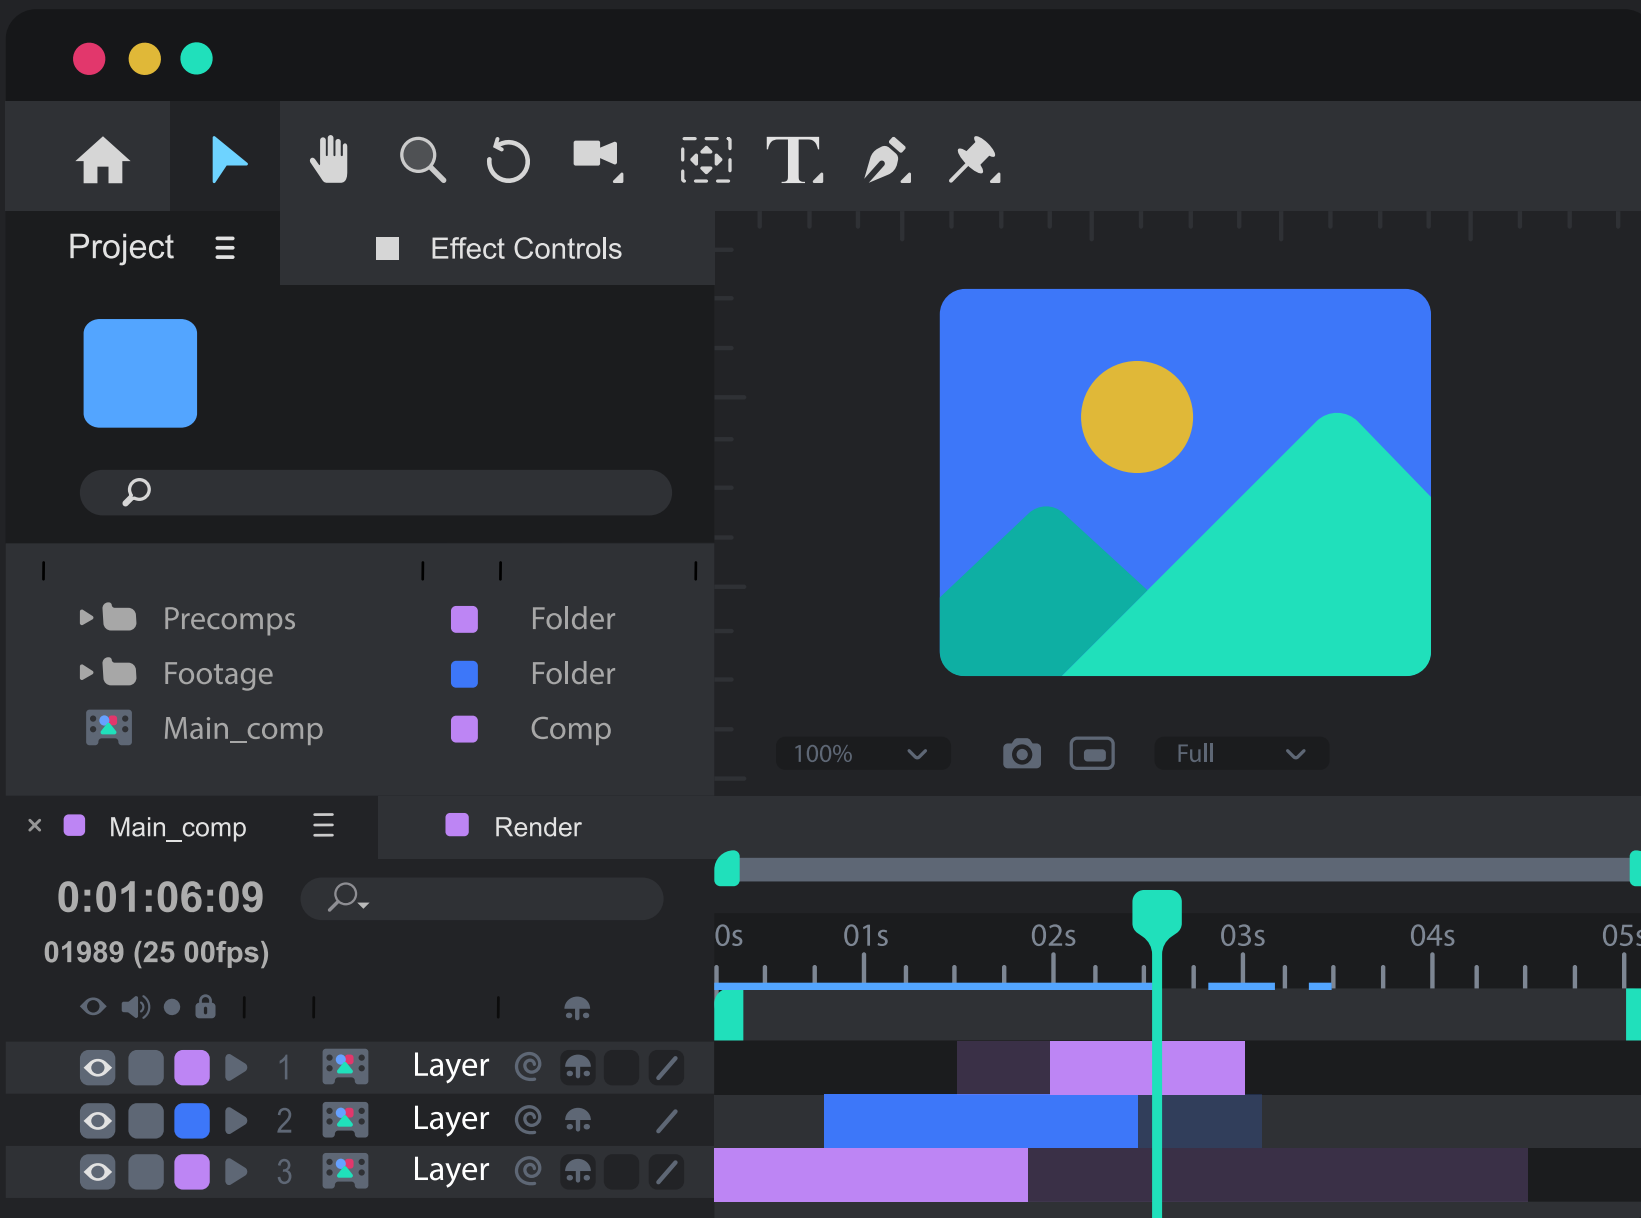 Project
Effect Controls
Precomps Folder
Footage Folder
Main_comp Comp
100% Full
× Main_comp Render
0:01:06:09
01989 (25 00fps)
0s 01s 02s 03s 04s 05s
1 Layer
2 Layer
3 Layer